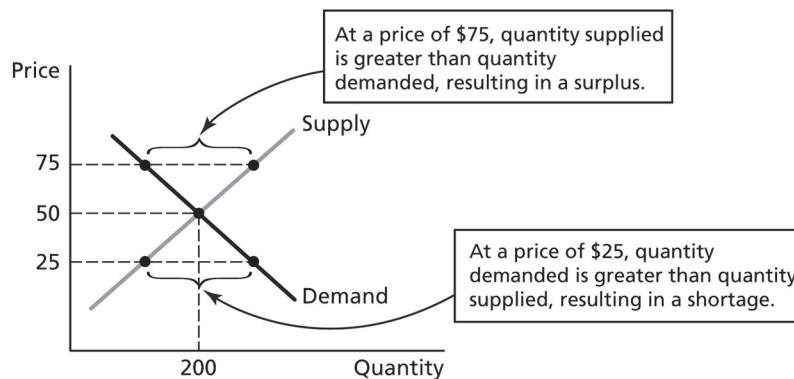 At a price of $75, quantity supplied
is greater than quantity
demanded, resulting in a surplus.
Price
Supply
75
50
25
At a price of $25, quantity
demanded is greater than quantity
supplied, resulting in a shortage.
Demand
200
Quantity